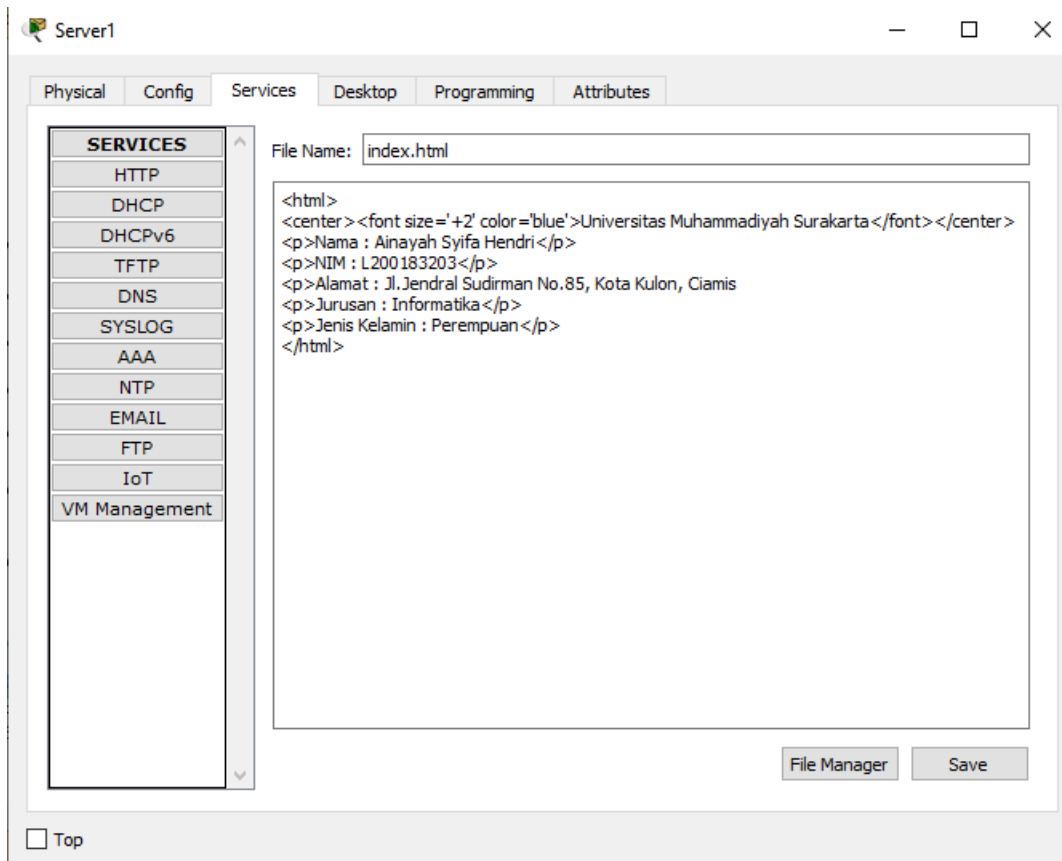 Server1
Physical Config Services Desktop Programming Attributes
SERVICES
HTTP
DHCP
DHCPv6
TFTP
DNS
SYSLOG
AAA
NTP
EMAIL
FTP
IoT
VM Management
File Name: index.html
<html>
<center><font size='+2' color='blue'>Universitas Muhammadiyah Surakarta</font></center>
<p>Nama : Ainayah Syifa Hendri</p>
<p>NIM : L200183203</p>
<p>Alamat : Jl.Jendral Sudirman No.85, Kota Kulon, Ciamis
<p>Jurusan : Informatika</p>
<p>Jenis Kelamin : Perempuan</p>
</html>
File Manager Save
Top